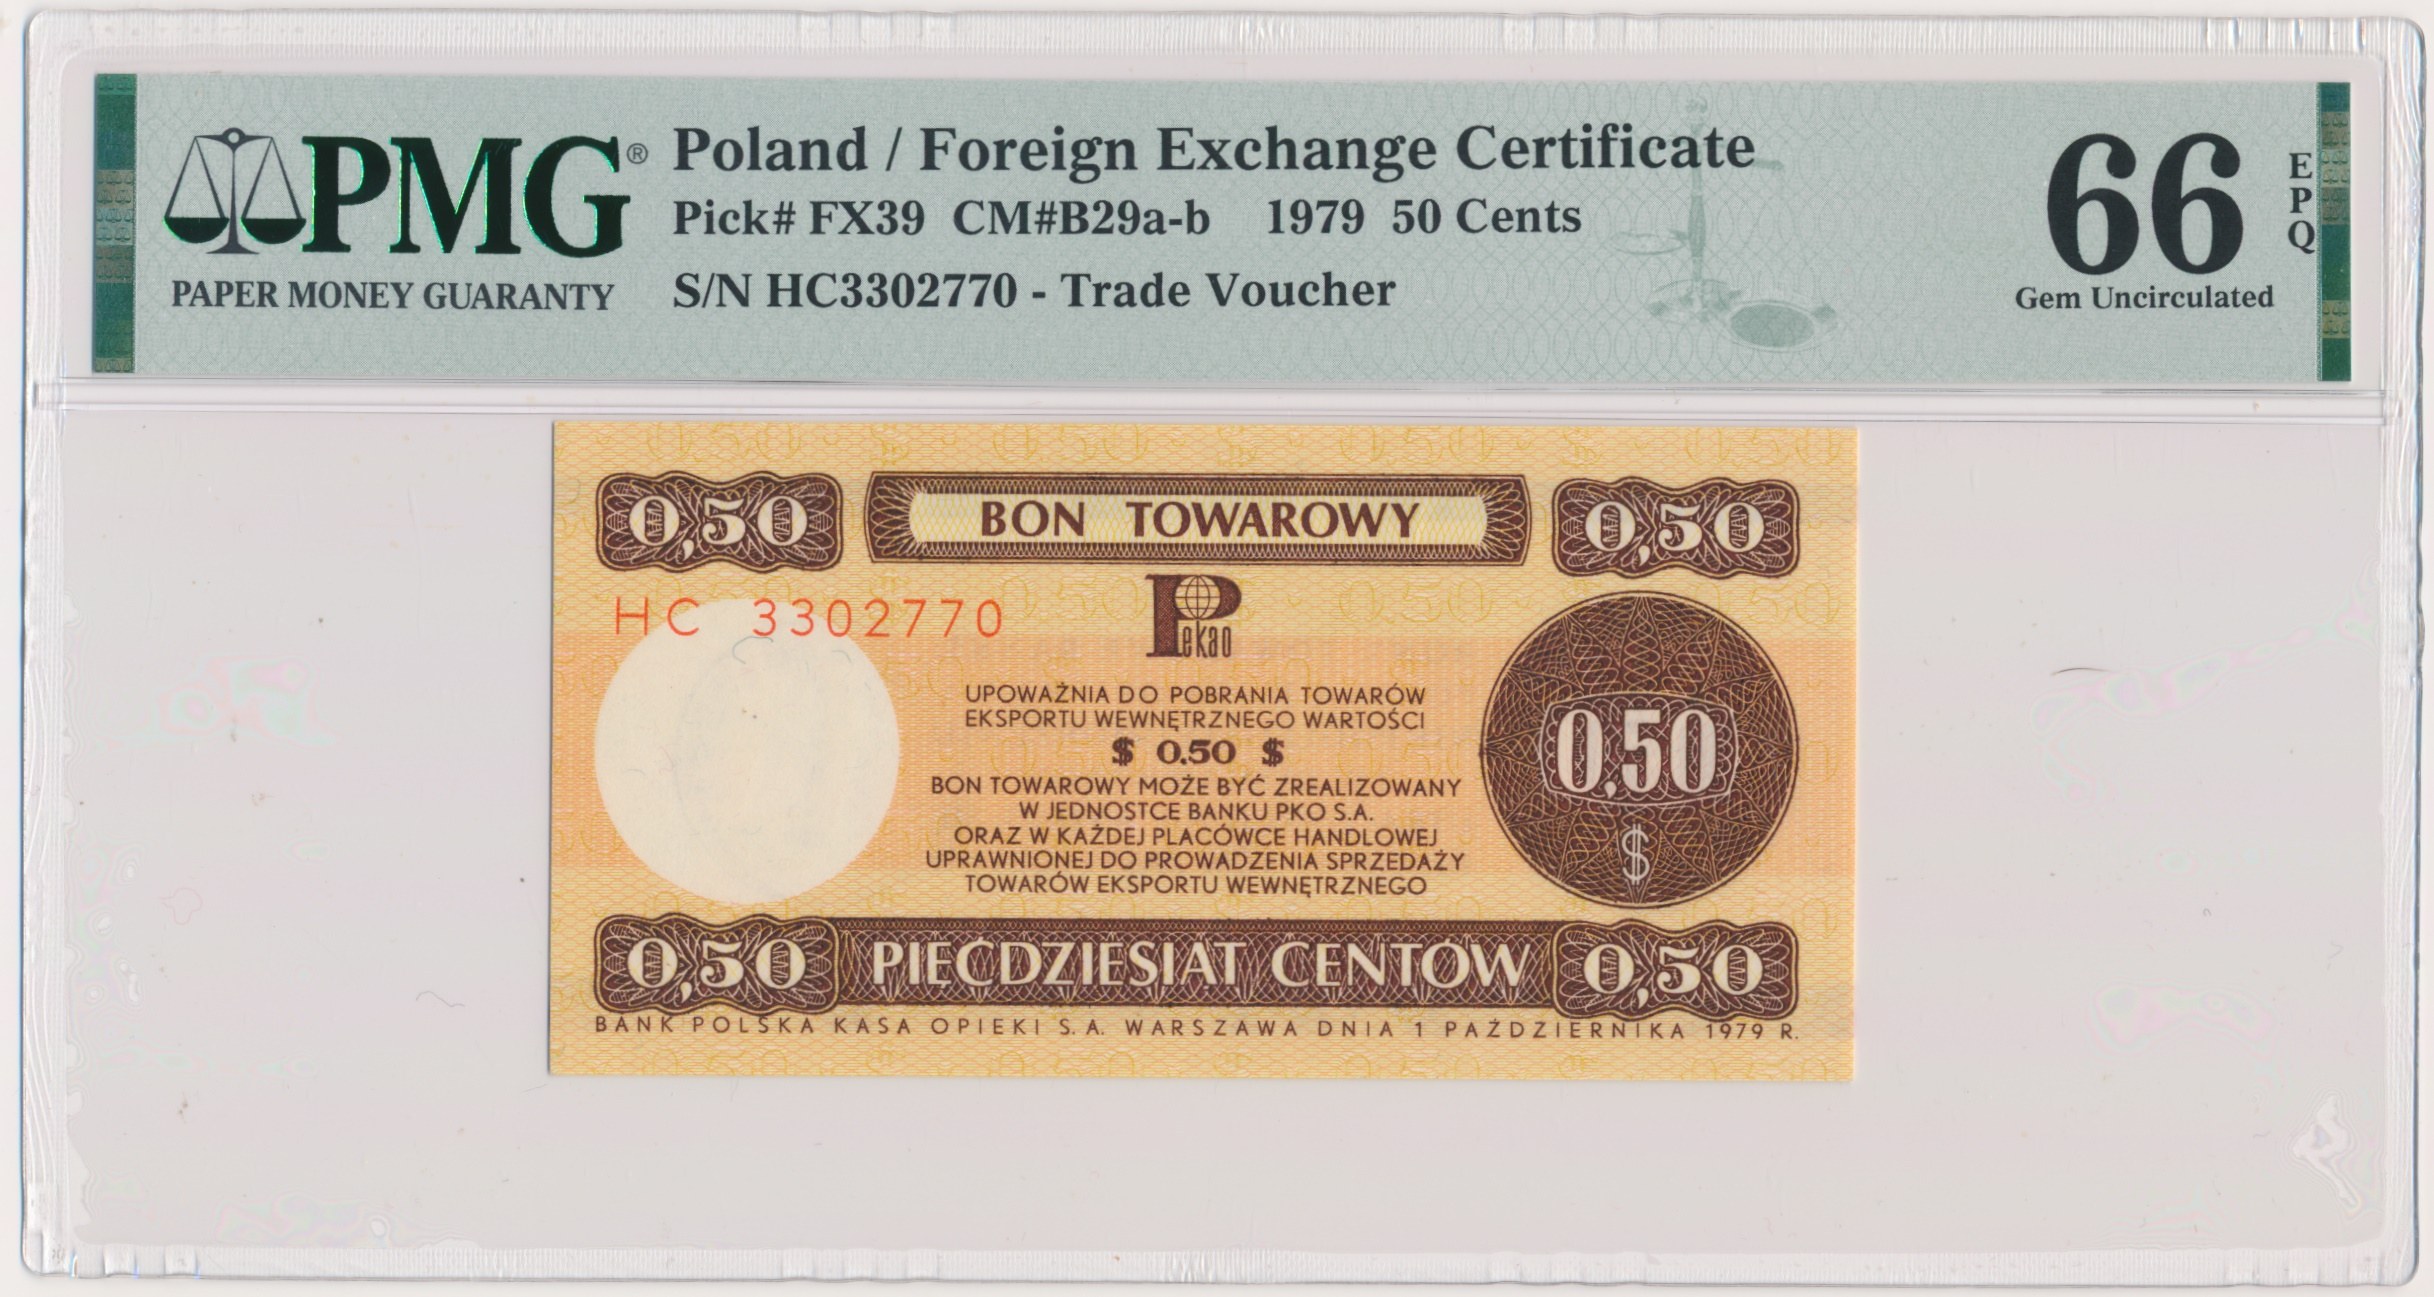 PMG® Poland / Foreign Exchange Certificate
Pick# FX39 CM#B29a-b 1979 50 Cents
S/N HC3302770 - Trade Voucher
PAPER MONEY GUARANTY
66 EPQ
Gem Uncirculated
0,50 BON TOWAROWY 0,50
HC 3302770
Pekao
UPOWAŻNIA DO POBRANIA TOWARÓW
EKSPORTU WEWNĘTRZNEGO WARTOŚCI
$ 0.50 $
BON TOWAROWY MOŻE BYĆ ZREALIZOWANY
W JEDNOSTCE BANKU PKO S.A.
ORAZ W KAŻDEJ PLACÓWCE HANDLOWEJ
UPRAWNIONEJ DO PROWADZENIA SPRZEDAŻY
TOWARÓW EKSPORTU WEWNĘTRZNEGO
0,50
$
0,50 PIĘĆDZIESIĄT CENTÓW 0,50
BANK POLSKA KASA OPIEKI S.A. WARSZAWA DNIA 1 PAŹDZIERNIKA 1979 R.